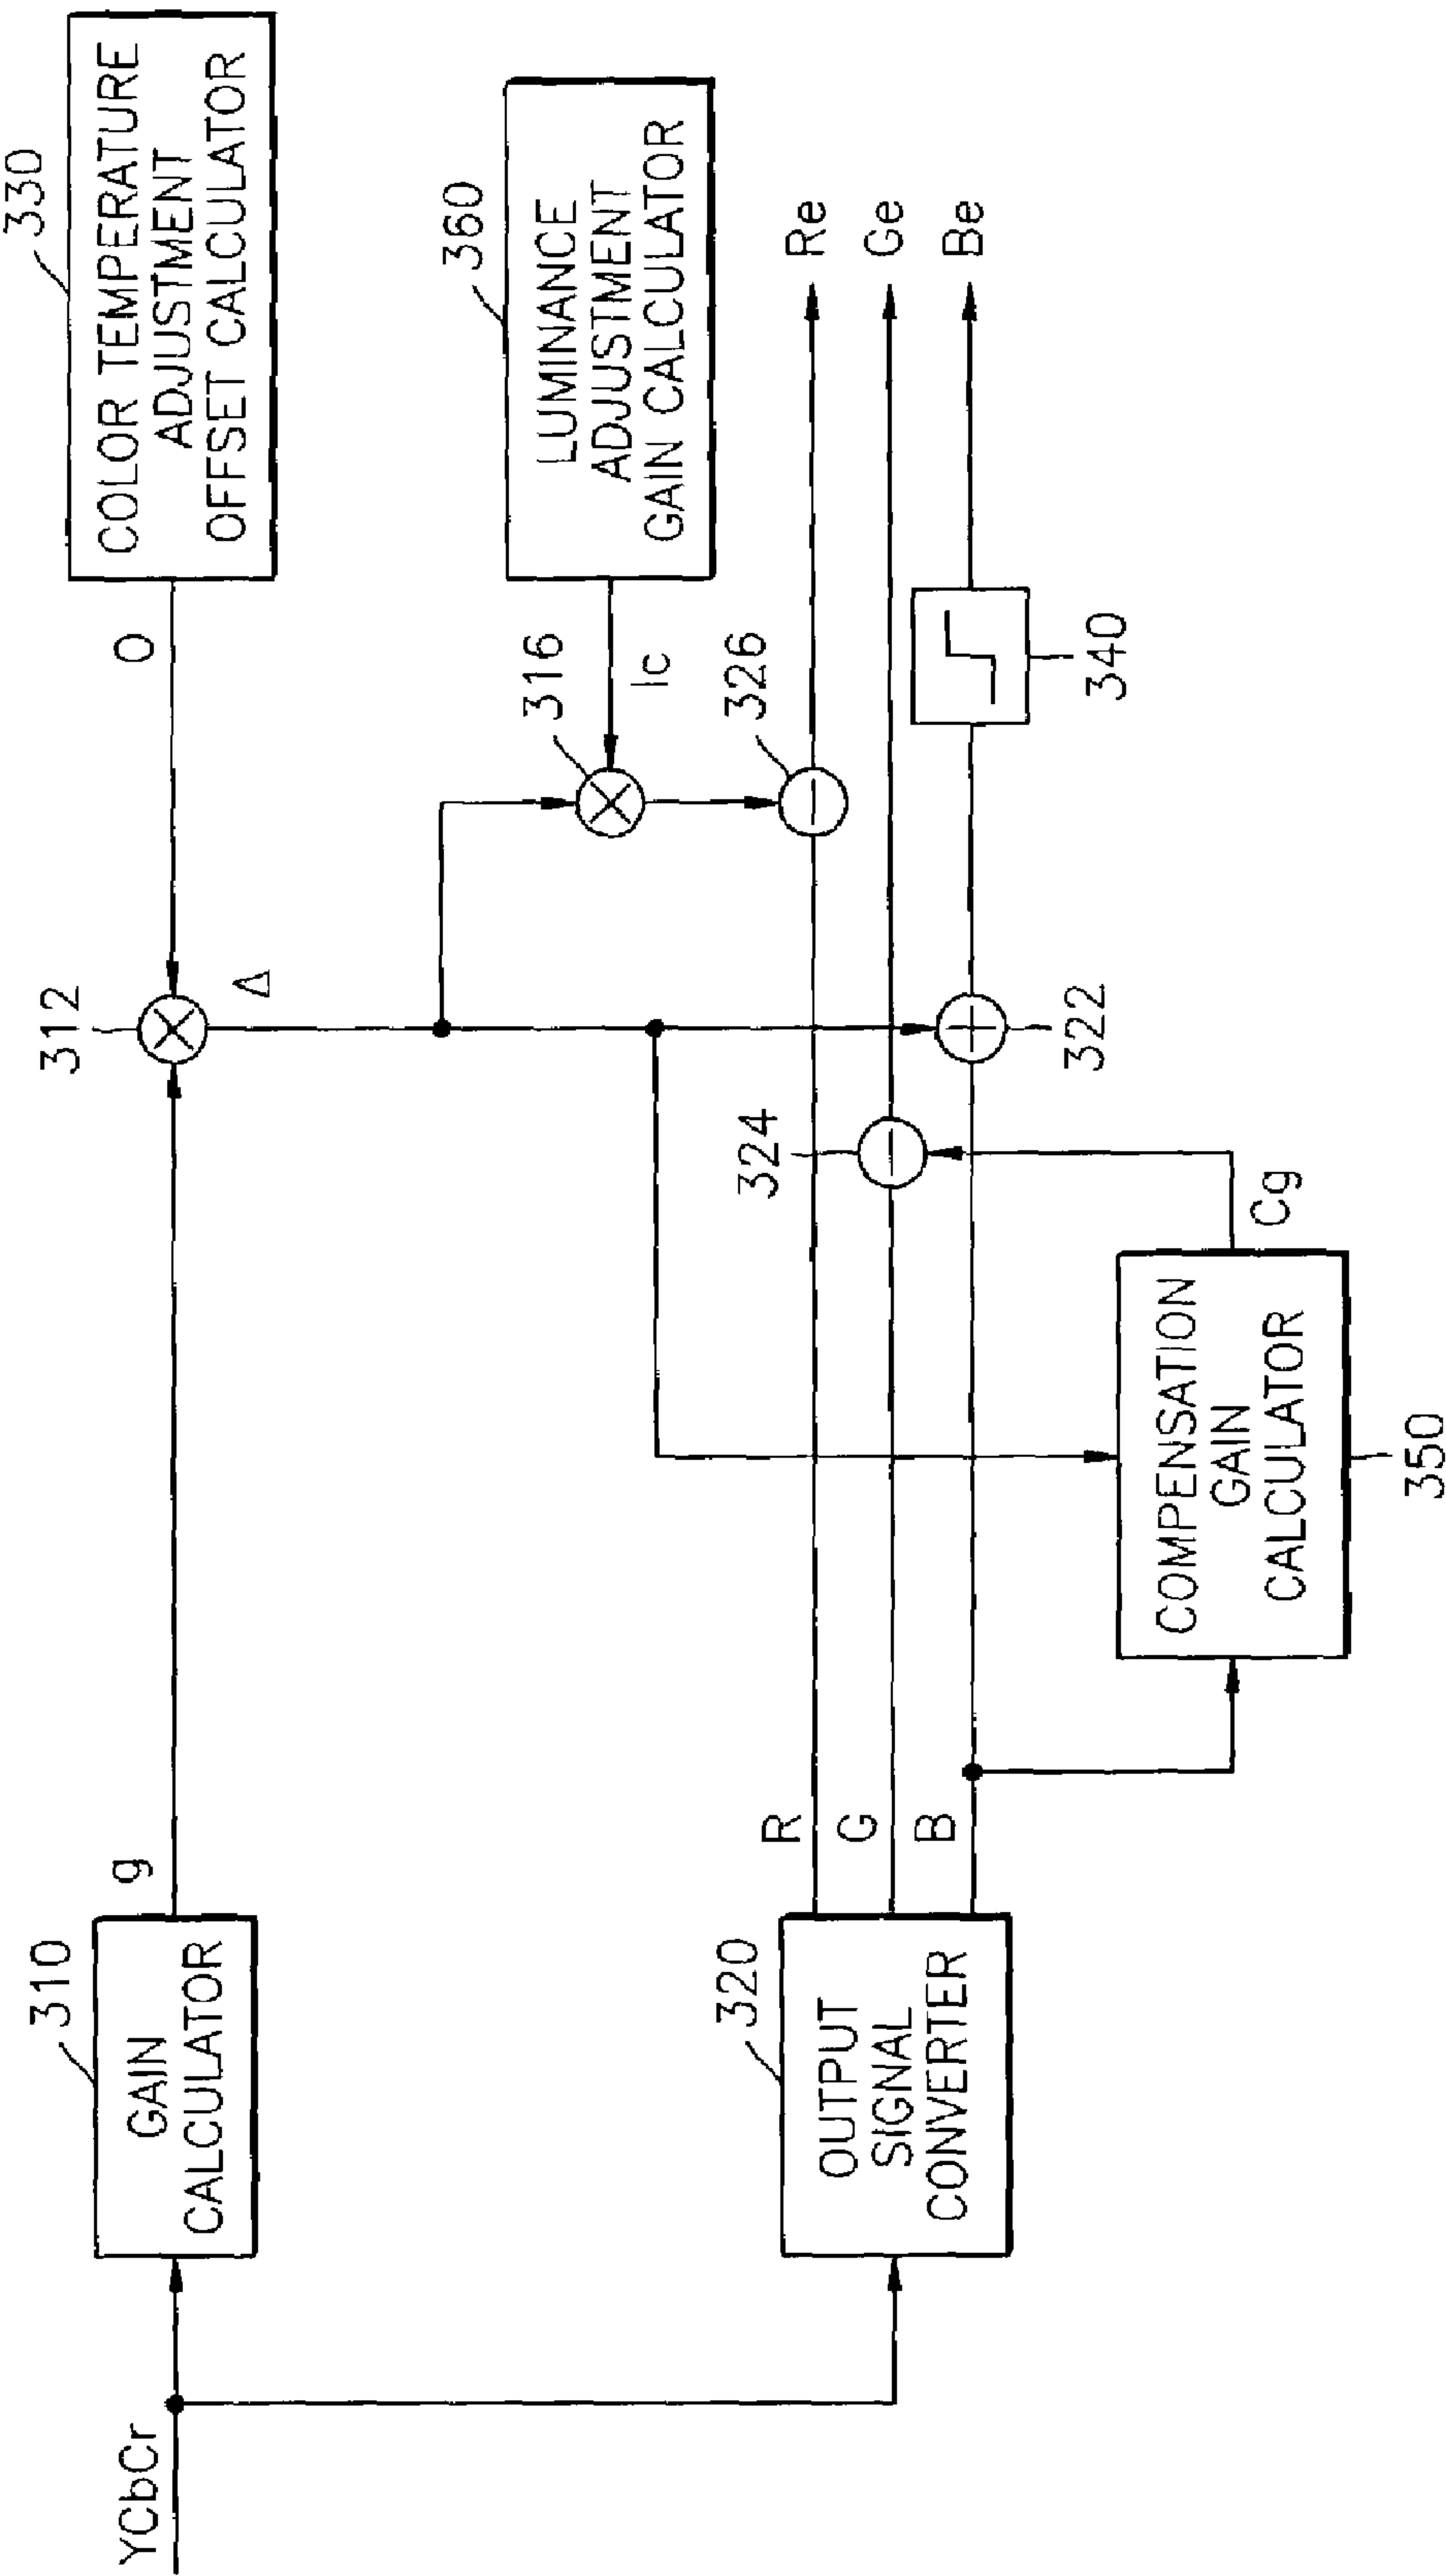 YCbCr
310
GAIN
CALCULATOR
g
312
Δ
O
330
COLOR TEMPERATURE
ADJUSTMENT
OFFSET CALCULATOR
360
LUMINANCE
ADJUSTMENT
GAIN CALCULATOR
316
Ic
326
320
OUTPUT
SIGNAL
CONVERTER
R
G
B
324
322
340
Re
Ge
Be
COMPENSATION
GAIN
CALCULATOR
350
Cg